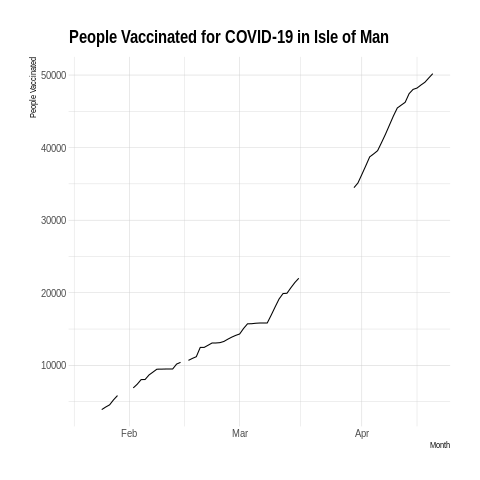 People Vaccinated for COVID-19 in Isle of Man
People Vaccinated
50000
40000
30000
20000
10000
Feb Mar Apr
Month